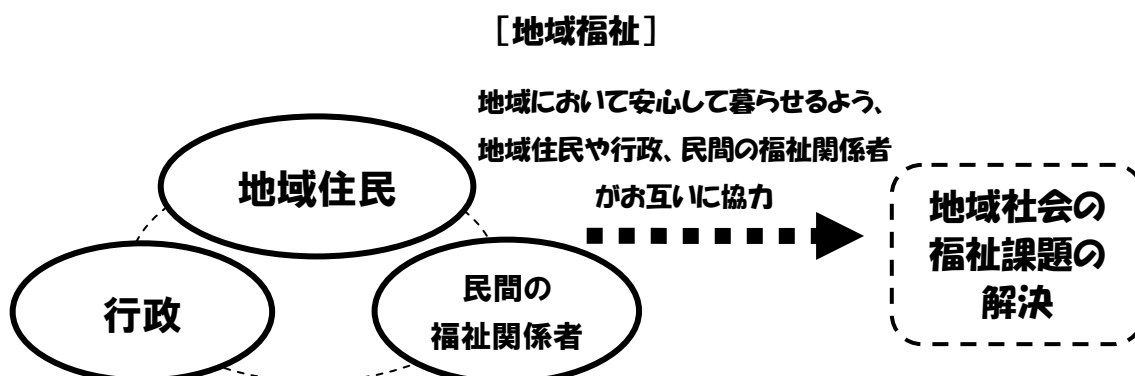 ［地域福祉］
地域において安心して暮らせるよう、
地域住民や行政、民間の福祉関係者
がお互いに協力
地域住民
行政
民間の
福祉関係者
地域社会の
福祉課題の
解決